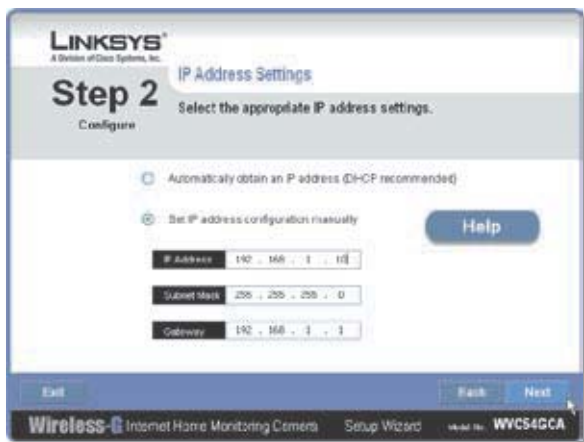 LINKSYS®
A Division of Cisco Systems, Inc.
Step 2
Configure
IP Address Settings
Select the appropriate IP address settings.
Automatically obtain an IP address (DHCP recommended)
Set IP address configuration manually
Help
IP Address 192 . 168 . 1 . 10
Subnet Mask 255 . 255 . 255 . 0
Gateway 192 . 168 . 1 . 1
Exit
Back
Next
Wireless-G Internet Home Monitoring Camera Setup Wizard Model No. WVC54GCA